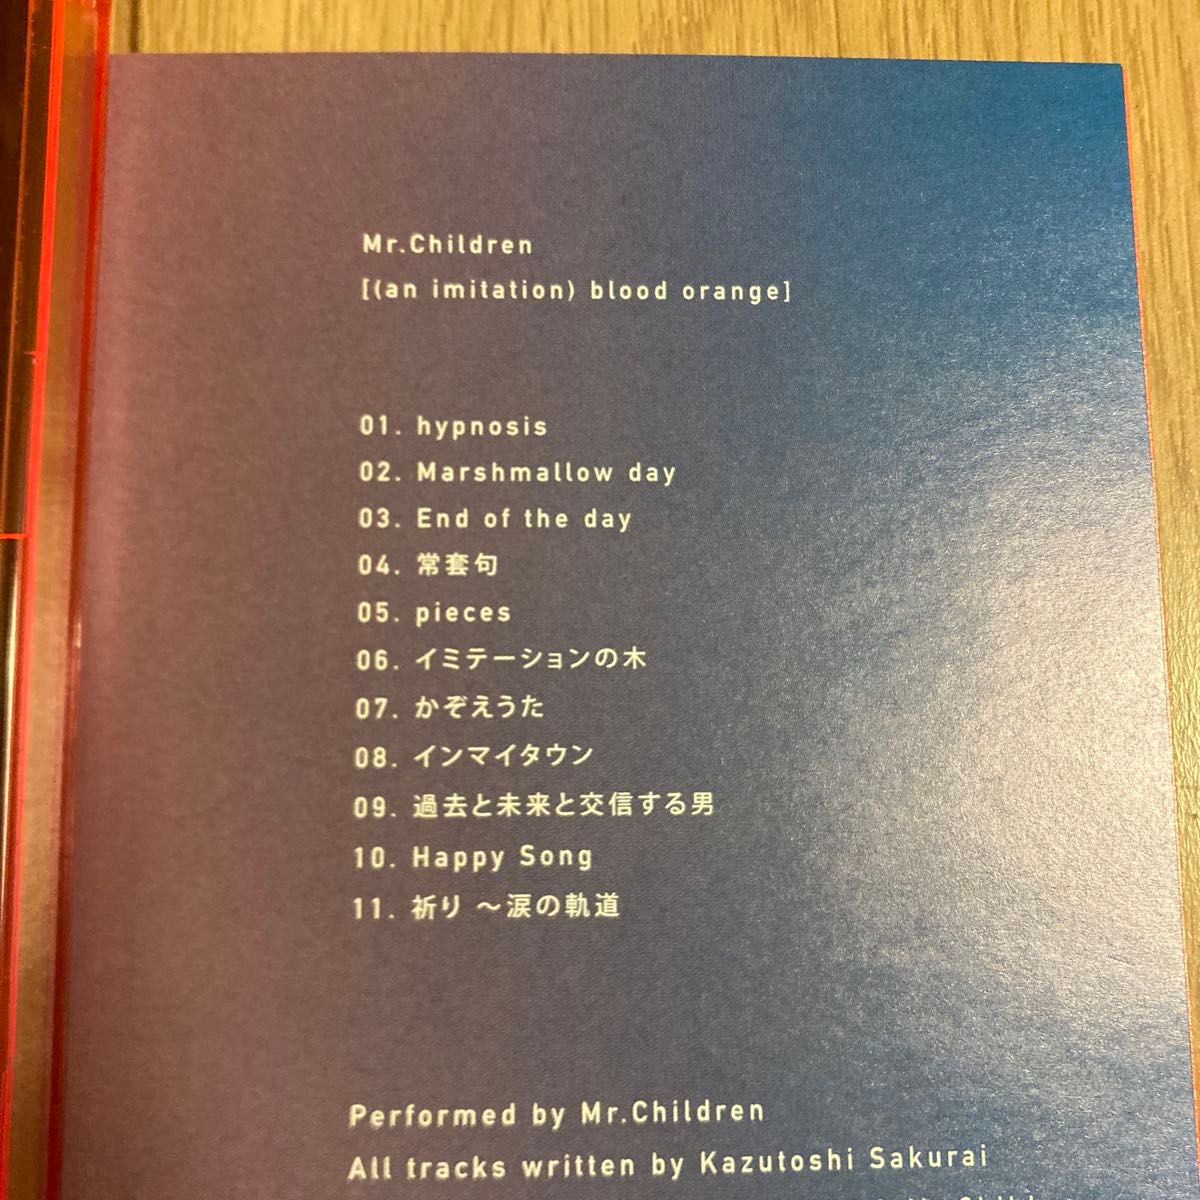 Mr.Children
[(an imitation) blood orange]
01. hypnosis
02. Marshmallow day
03. End of the day
04. 常套句
05. pieces
06. イミテーションの木
07. かぞえうた
08. インマイタウン
09. 過去と未来と交信する男
10. Happy Song
11. 祈り 〜涙の軌道
Performed by Mr.Children
All tracks written by Kazutoshi Sakurai